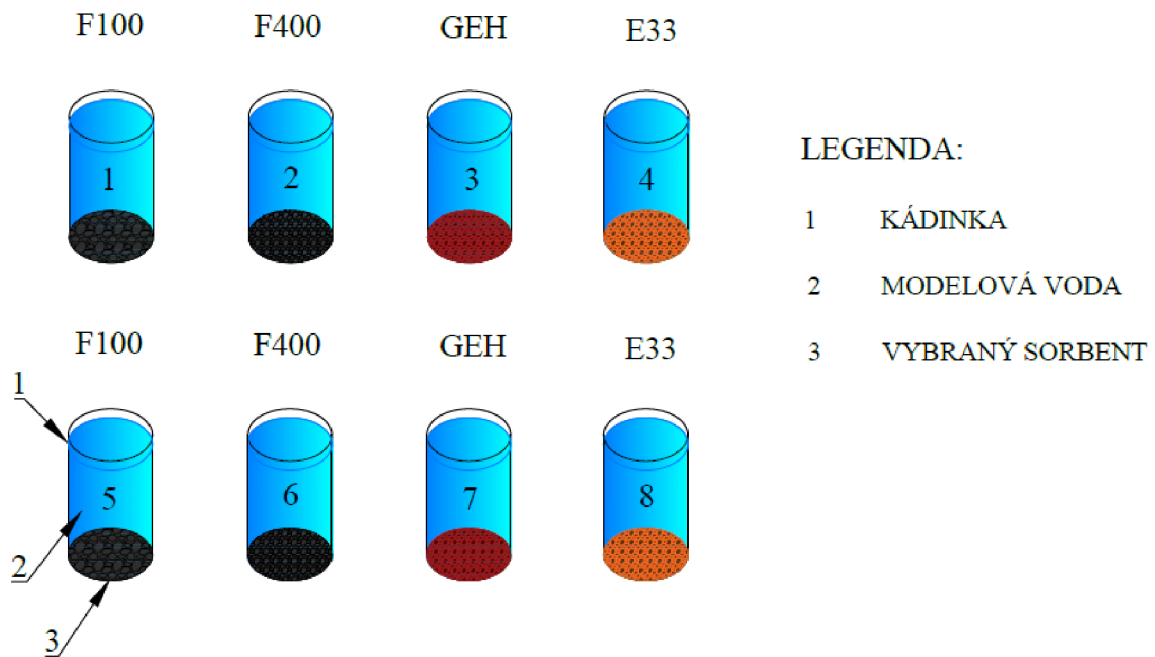 F100 F400 GEH E33
1 2 3 4
LEGENDA:
1 KÁDINKA
2 MODELOVÁ VODA
3 VYBRANÝ SORBENT
F100 F400 GEH E33
1
5 6 7 8
2
3